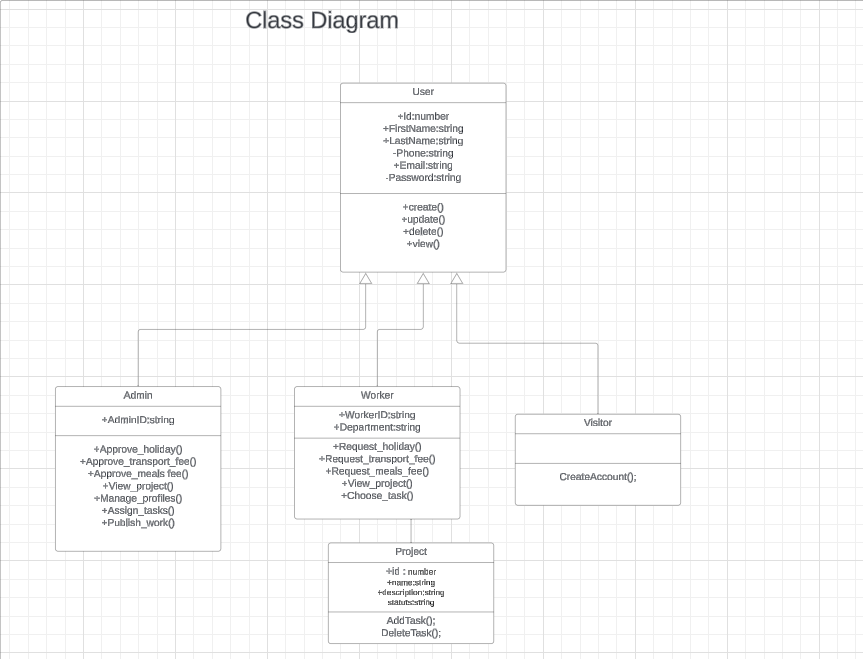 Class Diagram
User
+Id:number
+FirstName:string
+LastName:string
-Phone:string
+Email:string
-Password:string
+create()
+update()
+delete()
+view()
Admin
+AdminID:string
+Approve_holiday()
+Approve_transport_fee()
+Approve_meals fee()
+View_project()
+Manage_profiles()
+Assign_tasks()
+Publish_work()
Worker
+WorkerID:string
+Department:string
+Request_holiday()
+Request_transport_fee()
+Request_meals_fee()
+View_project()
+Choose_task()
Visitor
CreateAccount();
Project
+id : number
+name:string
+description:string
statuts:string
AddTask();
DeleteTask();